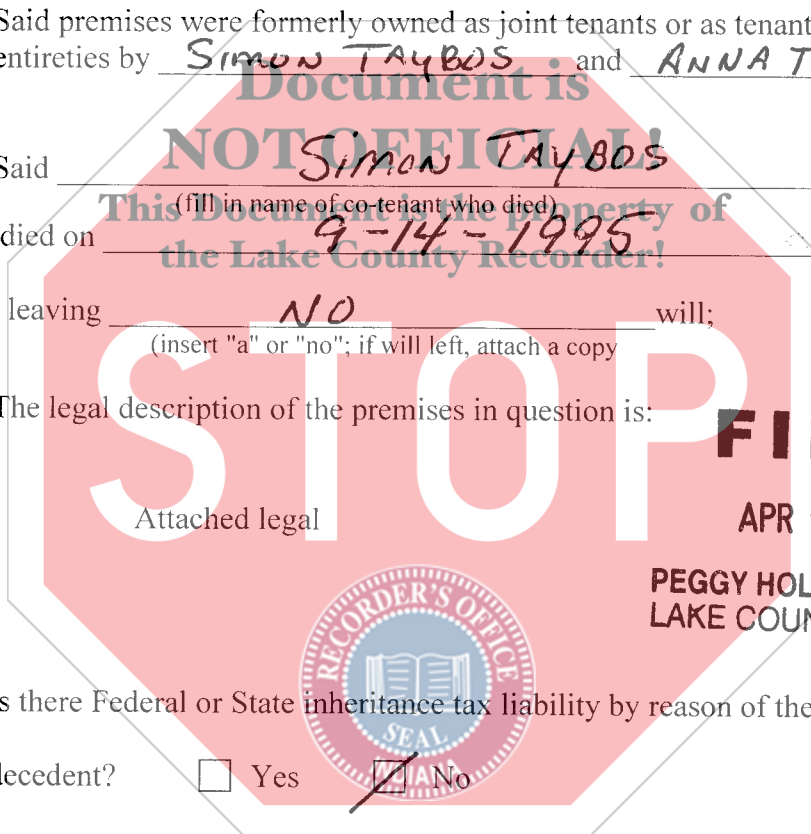 Said premises were formerly owned as joint tenants or as tenant
entireties by SIMON TAYBOS and ANNA T
Document is
NOT OFFICIAL!
Said SIMON TAYBOS
(fill in name of co-tenant who died)
This Document is the property of
died on 9-14-1995
the Lake County Recorder!
leaving NO will;
(insert "a" or "no"; if will left, attach a copy
STOP
The legal description of the premises in question is:
FI
Attached legal
APR
PEGGY HOL
LAKE COUN
RECORDER'S OFFICE
SEAL
INDIANA
is there Federal or State inheritance tax liability by reason of the
decedent? Yes No